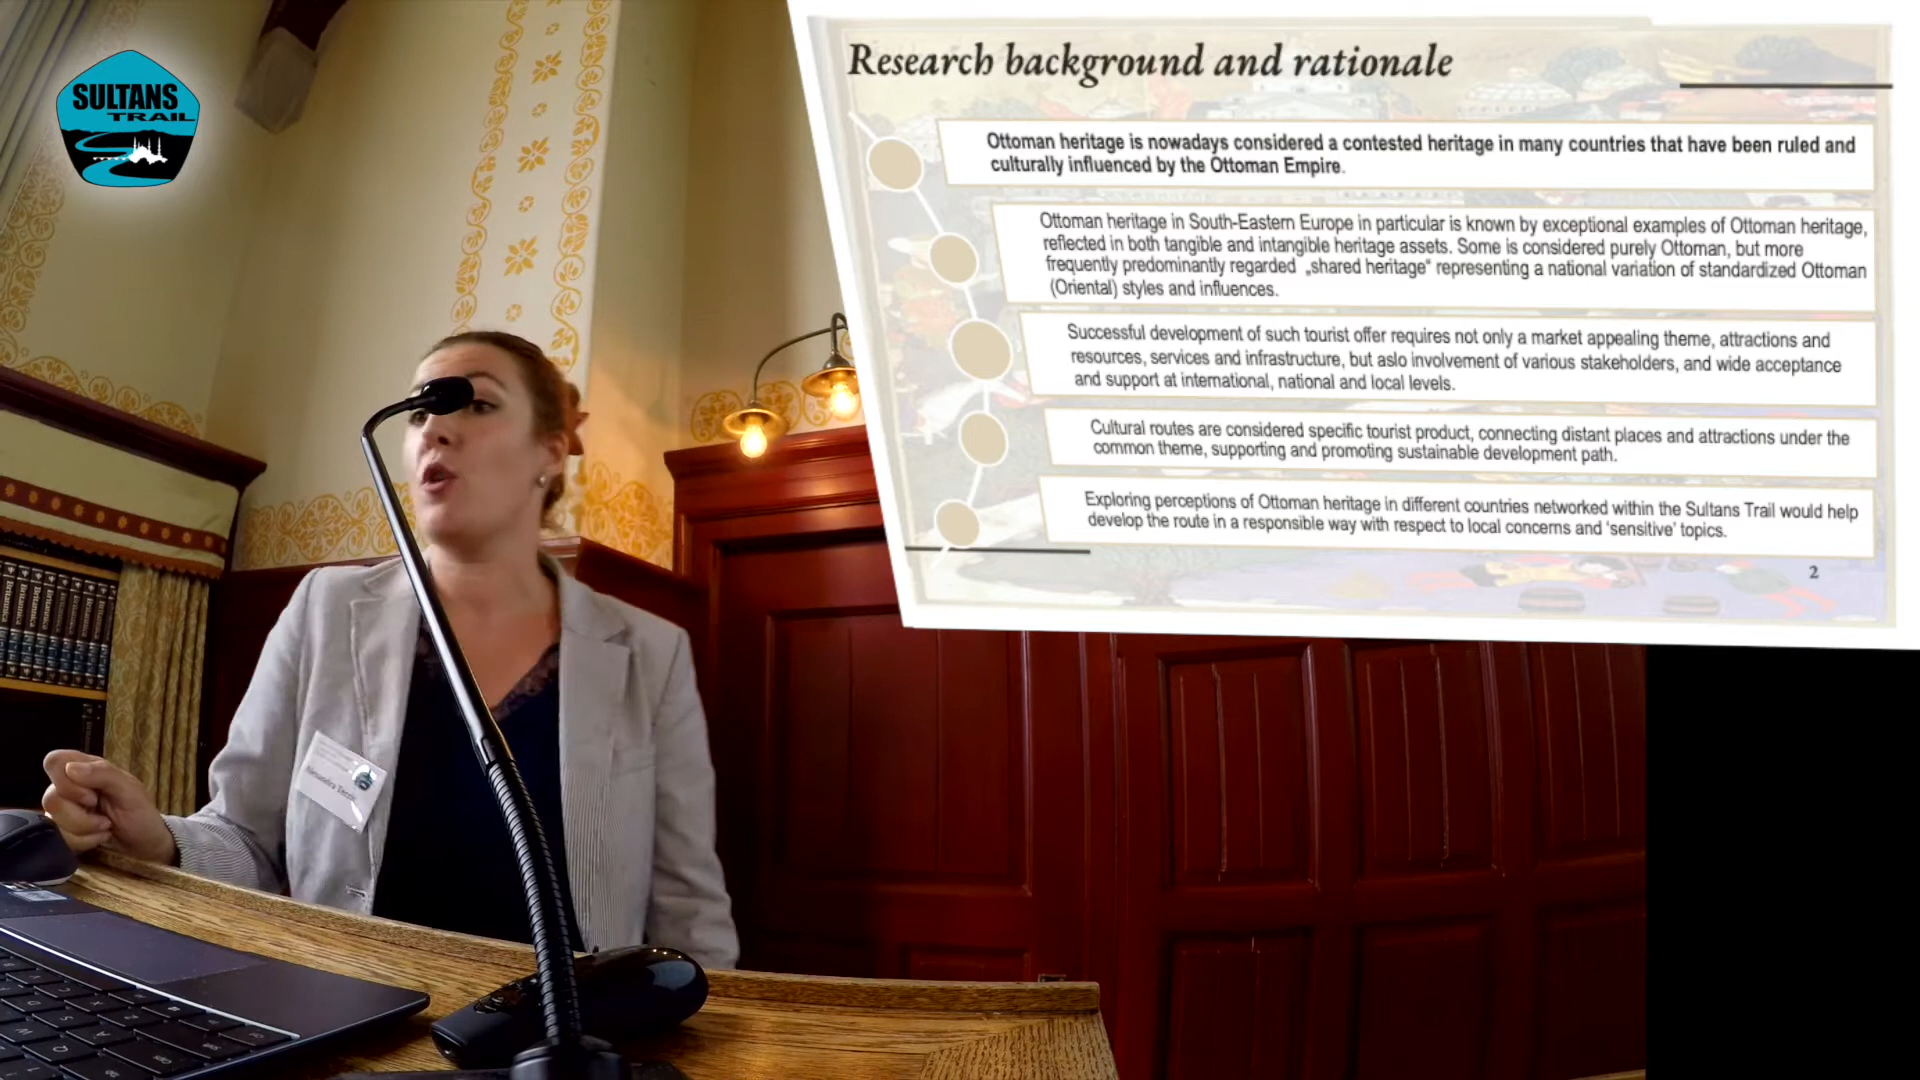 SULTANS
TRAIL
Research background and rationale
Ottoman heritage is nowadays considered a contested heritage in many countries that have been ruled and
culturally influenced by the Ottoman Empire.
Ottoman heritage in South-Eastern Europe in particular is known by exceptional examples of Ottoman heritage,
reflected in both tangible and intangible heritage assets. Some is considered purely Ottoman, but more
frequently predominantly regarded „shared heritage“ representing a national variation of standardized Ottoman
(Oriental) styles and influences.
Successful development of such tourist offer requires not only a market appealing theme, attractions and
resources, services and infrastructure, but aslo involvement of various stakeholders, and wide acceptance
and support at international, national and local levels.
Cultural routes are considered specific tourist product, connecting distant places and attractions under the
common theme, supporting and promoting sustainable development path.
Exploring perceptions of Ottoman heritage in different countries networked within the Sultans Trail would help
develop the route in a responsible way with respect to local concerns and ‘sensitive’ topics.
2
Britannica
Britannica
Britannica
Britannica